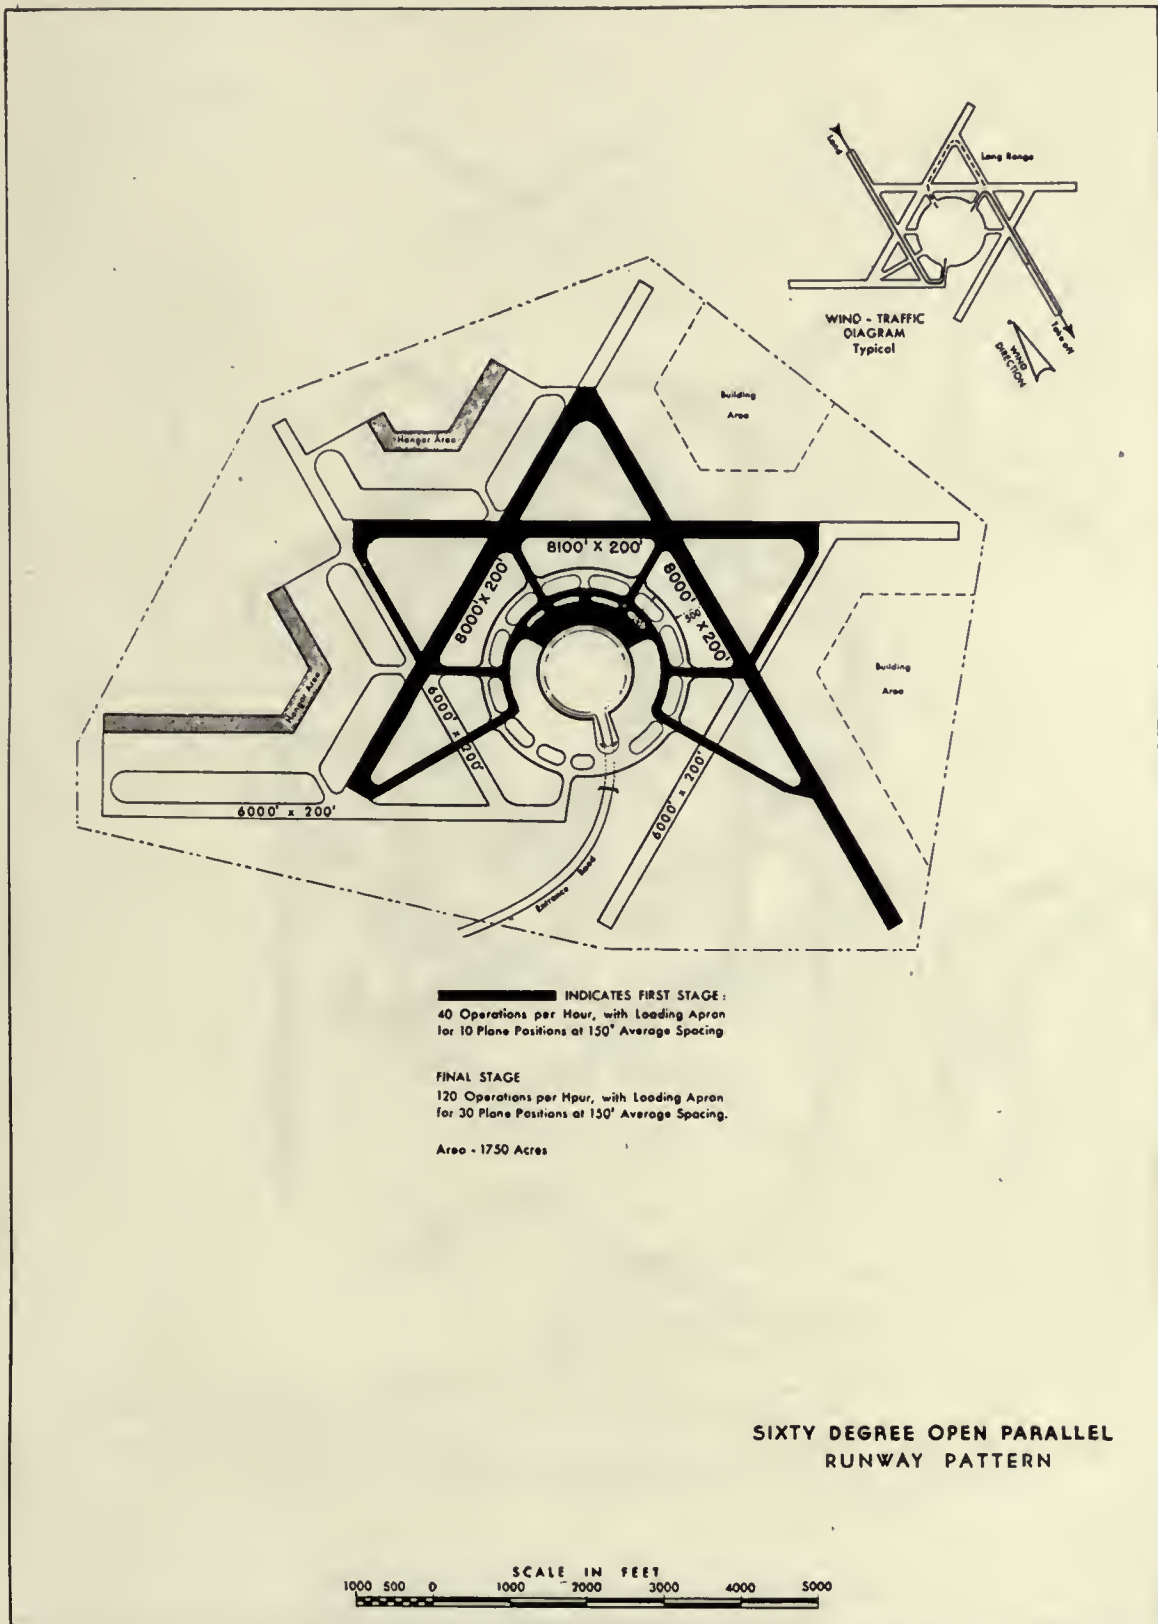 Land
Long Range
WIND - TRAFFIC
DIAGRAM
Typical
Take off
WIND
DIRECTION
Building
Area
Hangar Area
8100' X 200'
8000' X 200'
8000' X 200'
500'
Building
Area
Hangar Area
6000' X 200'
6000' x 200'
6000' x 200'
Entrance Road
INDICATES FIRST STAGE:
40 Operations per Hour, with Loading Apron
for 10 Plane Positions at 150' Average Spacing
FINAL STAGE
120 Operations per Hpur, with Loading Apron
for 30 Plane Positions at 150' Average Spacing.
Area - 1750 Acres
SIXTY DEGREE OPEN PARALLEL
RUNWAY PATTERN
SCALE IN FEET
1000 500 0 1000 2000 3000 4000 5000